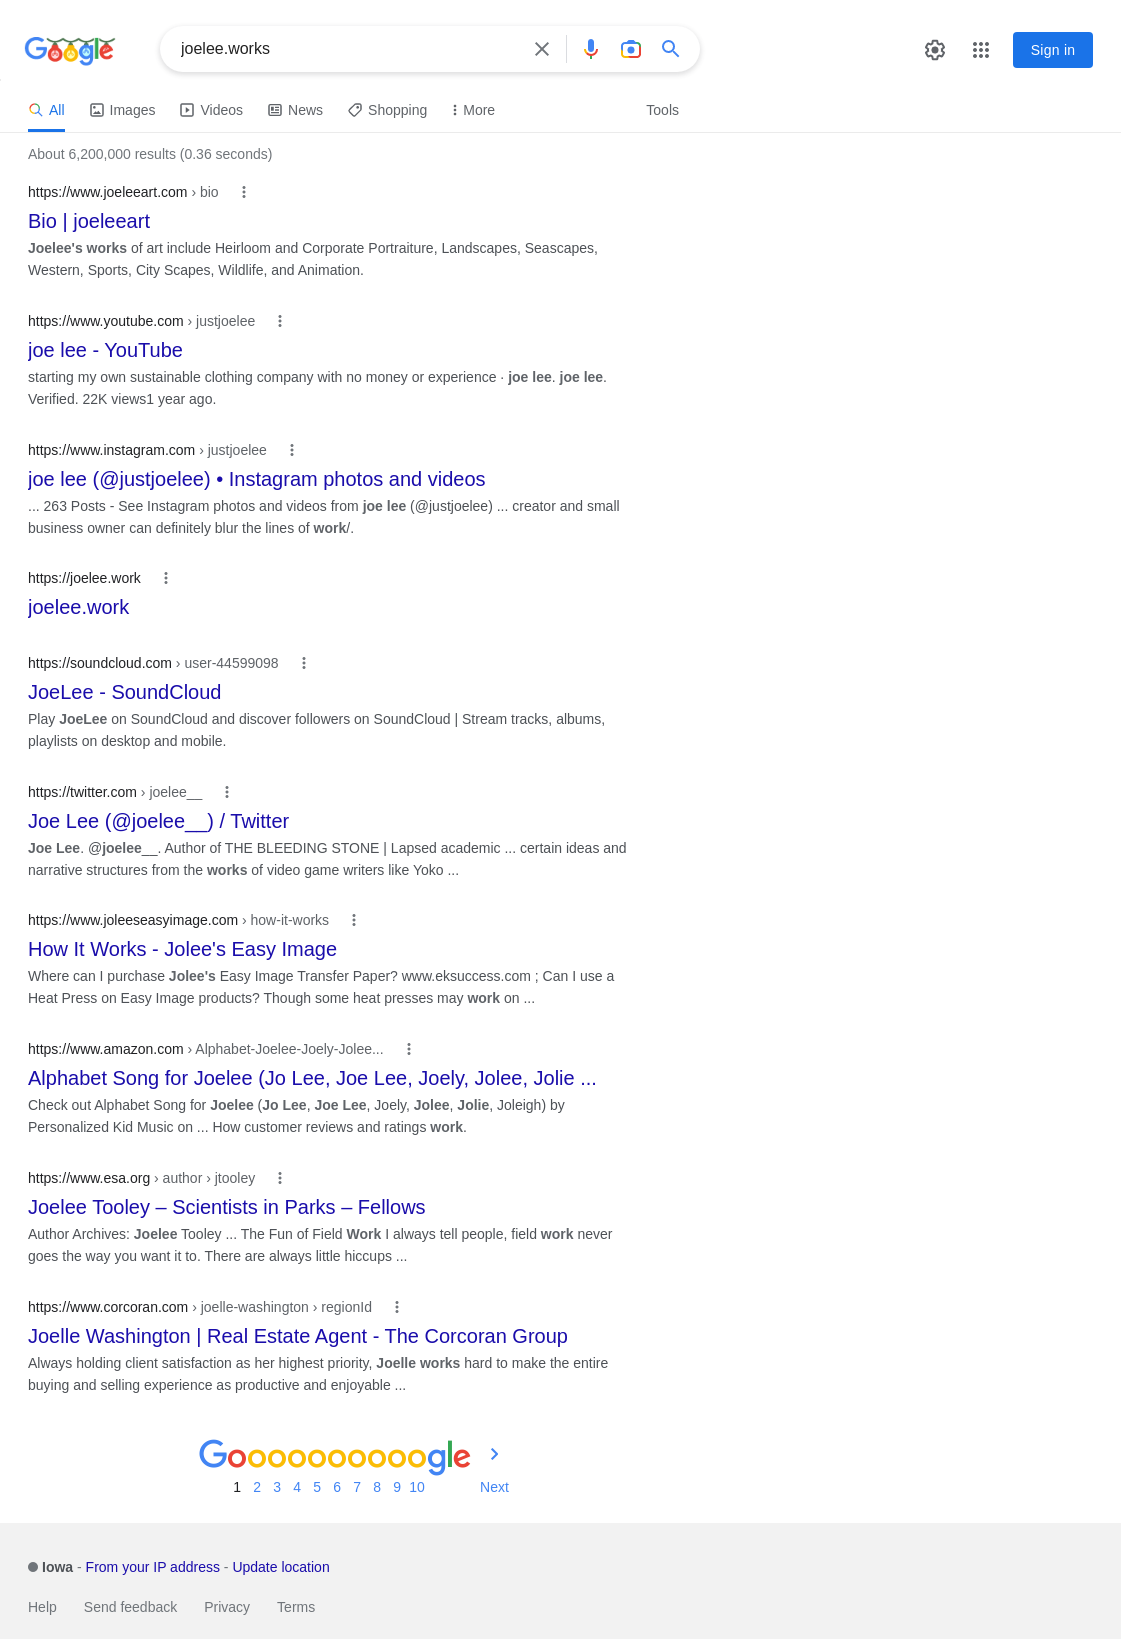 Google
joelee.works
Sign in
All Images Videos News Shopping More Tools
About 6,200,000 results (0.36 seconds)
https://www.joeleeart.com › bio
Bio | joeleeart
Joelee's works of art include Heirloom and Corporate Portraiture, Landscapes, Seascapes,
Western, Sports, City Scapes, Wildlife, and Animation.
https://www.youtube.com › justjoelee
joe lee - YouTube
starting my own sustainable clothing company with no money or experience · joe lee. joe lee.
Verified. 22K views1 year ago.
https://www.instagram.com › justjoelee
joe lee (@justjoelee) • Instagram photos and videos
... 263 Posts - See Instagram photos and videos from joe lee (@justjoelee) ... creator and small
business owner can definitely blur the lines of work/.
https://joelee.work
joelee.work
https://soundcloud.com › user-44599098
JoeLee - SoundCloud
Play JoeLee on SoundCloud and discover followers on SoundCloud | Stream tracks, albums,
playlists on desktop and mobile.
https://twitter.com › joelee__
Joe Lee (@joelee__) / Twitter
Joe Lee. @joelee__. Author of THE BLEEDING STONE | Lapsed academic ... certain ideas and
narrative structures from the works of video game writers like Yoko ...
https://www.joleeseasyimage.com › how-it-works
How It Works - Jolee's Easy Image
Where can I purchase Jolee's Easy Image Transfer Paper? www.eksuccess.com ; Can I use a
Heat Press on Easy Image products? Though some heat presses may work on ...
https://www.amazon.com › Alphabet-Joelee-Joely-Jolee...
Alphabet Song for Joelee (Jo Lee, Joe Lee, Joely, Jolee, Jolie ...
Check out Alphabet Song for Joelee (Jo Lee, Joe Lee, Joely, Jolee, Jolie, Joleigh) by
Personalized Kid Music on ... How customer reviews and ratings work.
https://www.esa.org › author › jtooley
Joelee Tooley – Scientists in Parks – Fellows
Author Archives: Joelee Tooley ... The Fun of Field Work I always tell people, field work never
goes the way you want it to. There are always little hiccups ...
https://www.corcoran.com › joelle-washington › regionId
Joelle Washington | Real Estate Agent - The Corcoran Group
Always holding client satisfaction as her highest priority, Joelle works hard to make the entire
buying and selling experience as productive and enjoyable ...
Goooooooooogle
1 2 3 4 5 6 7 8 9 10 Next
Iowa - From your IP address - Update location
Help Send feedback Privacy Terms